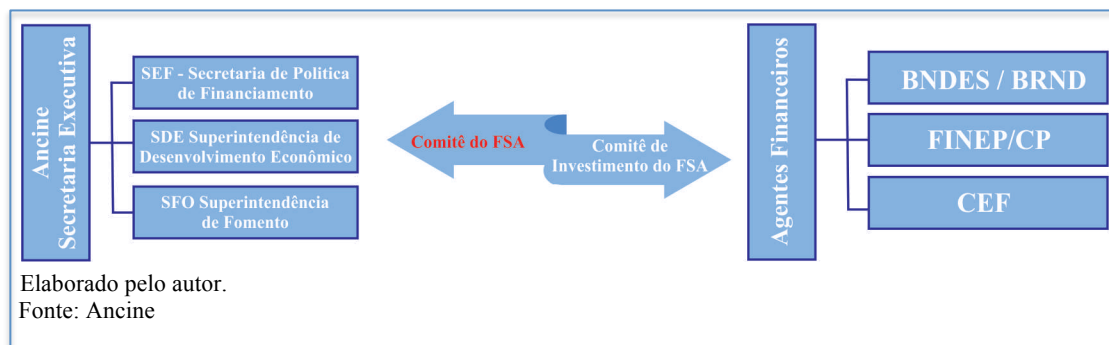 Ancine
Secretaria Executiva
SEF - Secretaria de Politica
de Financiamento
SDE Superintendência de
Desenvolvimento Econômico
SFO Superintendência
de Fomento
Comitê do FSA
Comitê de
Investimento do FSA
Agentes Financeiros
BNDES / BRND
FINEP/CP
CEF
Elaborado pelo autor.
Fonte: Ancine